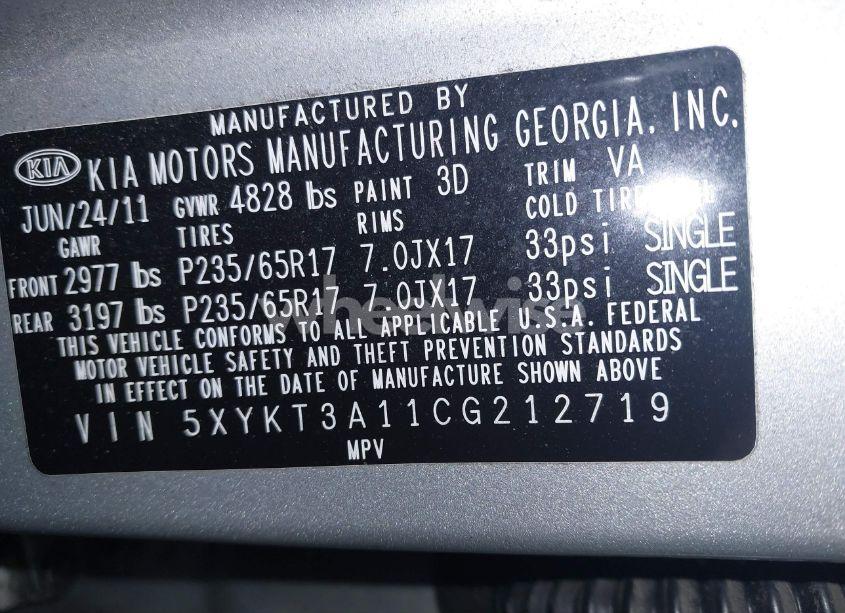 MANUFACTURED BY
KIA KIA MOTORS MANUFACTURING GEORGIA, INC.
JUN/24/11 GVWR 4828 lbs PAINT 3D TRIM VA
GAWR TIRES RIMS COLD
FRONT 2977 lbs P235/65R17 7.0JX17 33psi SINGLE
REAR 3197 lbs P235/65R17 7.0JX17 33psi SINGLE
THIS VEHICLE CONFORMS TO ALL APPLICABLE U.S.A. FEDERAL
MOTOR VEHICLE SAFETY AND THEFT PREVENTION STANDARDS
IN EFFECT ON THE DATE OF MANUFACTURE SHOWN ABOVE
VIN 5XYKT3A11CG212719
MPV
wheelwise